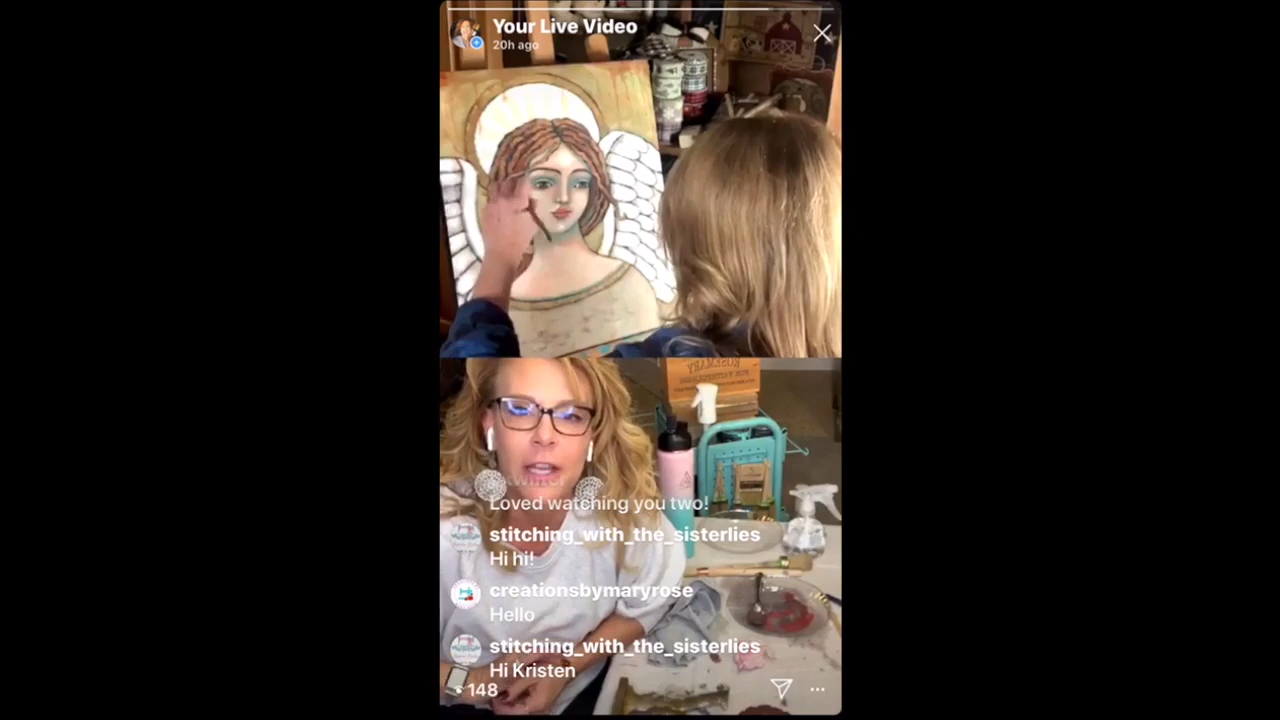 Your Live Video
20h ago
Loved watching you two!
stitching_with_the_sisterlies
Hi hi!
creationsbymaryrose
Hello
stitching_with_the_sisterlies
Hi Kristen
148